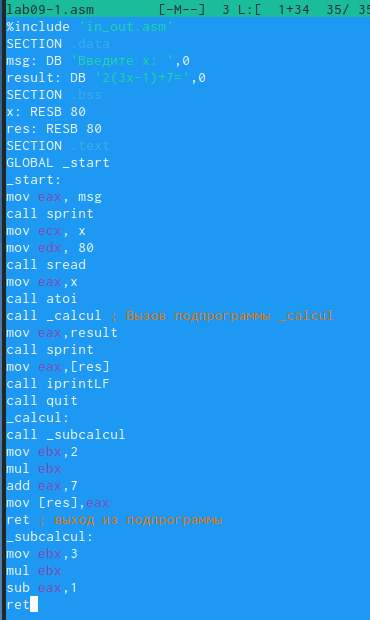 lab09-1.asm [-M--] 3 L:[ 1+34 35/ 35
%include 'in_out.asm'
SECTION .data
msg: DB 'Введите x: ',0
result: DB '2(3x-1)+7=',0
SECTION .bss
x: RESB 80
res: RESB 80
SECTION .text
GLOBAL _start
_start:
mov eax, msg
call sprint
mov ecx, x
mov edx, 80
call sread
mov eax,x
call atoi
call _calcul ; Вызов подпрограммы _calcul
mov eax,result
call sprint
mov eax,[res]
call iprintLF
call quit
_calcul:
call _subcalcul
mov ebx,2
mul ebx
add eax,7
mov [res],eax
ret ; выход из подпрограммы
_subcalcul:
mov ebx,3
mul ebx
sub eax,1
ret